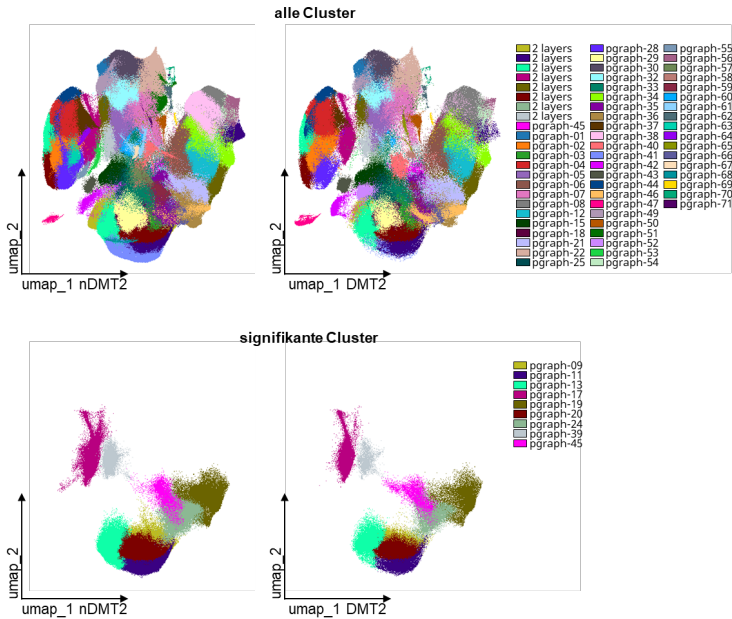 alle Cluster
2 layers
2 layers
2 layers
2 layers
2 layers
2 layers
2 layers
2 layers
pgraph-45
pgraph-01
pgraph-02
pgraph-03
pgraph-04
pgraph-05
pgraph-06
pgraph-07
pgraph-08
pgraph-12
pgraph-15
pgraph-18
pgraph-21
pgraph-22
pgraph-25
pgraph-28
pgraph-29
pgraph-30
pgraph-32
pgraph-33
pgraph-34
pgraph-35
pgraph-36
pgraph-37
pgraph-38
pgraph-40
pgraph-41
pgraph-42
pgraph-43
pgraph-44
pgraph-46
pgraph-47
pgraph-49
pgraph-50
pgraph-51
pgraph-52
pgraph-53
pgraph-54
pgraph-55
pgraph-56
pgraph-57
pgraph-58
pgraph-59
pgraph-60
pgraph-61
pgraph-62
pgraph-63
pgraph-64
pgraph-65
pgraph-66
pgraph-67
pgraph-68
pgraph-69
pgraph-70
pgraph-71
umap_2
umap_1 nDMT2
umap_2
umap_1 DMT2
signifikante Cluster
pgraph-09
pgraph-11
pgraph-13
pgraph-17
pgraph-19
pgraph-20
pgraph-24
pgraph-39
pgraph-45
umap_2
umap_1 nDMT2
umap_2
umap_1 DMT2